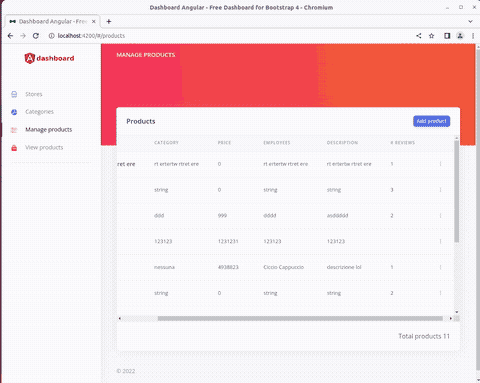 Dashboard Angular - Free Dashboard for Bootstrap 4 - Chromium
Dashboard Angular - Free
localhost:4200/#/products
dashboard
MANAGE PRODUCTS
Stores
Categories
Manage products
View products
Products
Add product
CATEGORY PRICE EMPLOYEES DESCRIPTION # REVIEWS
rtret ere rt ertertw rtret ere 0 rt ertertw rtret ere rt ertertw rtret ere 1
string 0 string string 3
ddd 999 dddd asdddsd 2
123123 1231231 123123 123123
nessuna 4938823 Ciccio Cappuccio descrizione lol 1
string 0 string string 2
Total products 11
© 2022